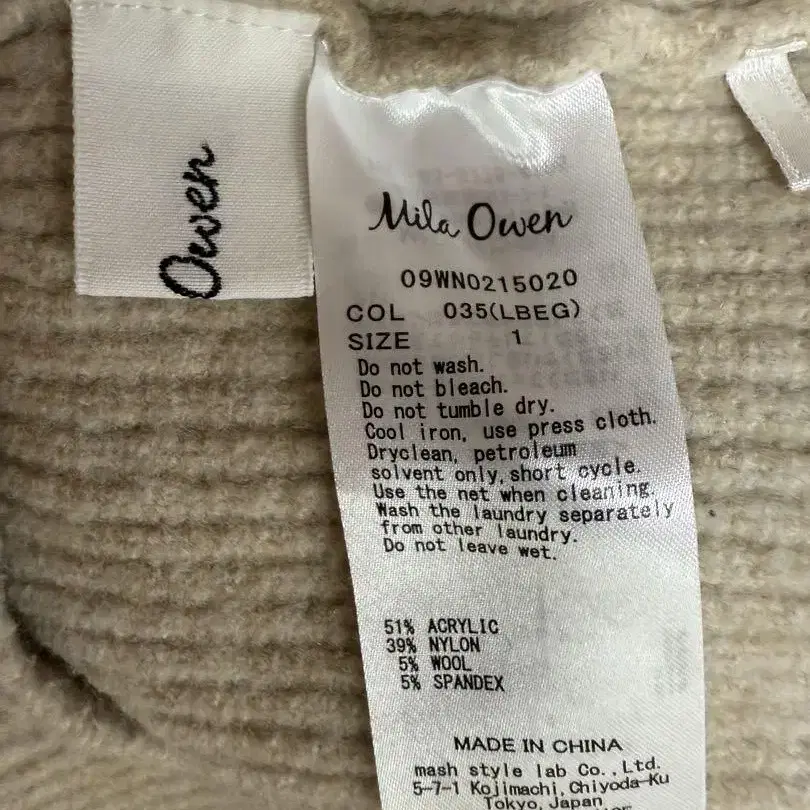 Owen
Mila Owen
09WN0215020
COL 035(LBEG)
SIZE 1
Do not wash.
Do not bleach.
Do not tumble dry.
Cool iron, use press cloth.
Dryclean, petroleum
solvent only,short cycle.
Use the net when cleaning.
Wash the laundry separately
from other laundry.
Do not leave wet.
51% ACRYLIC
39% NYLON
5% WOOL
5% SPANDEX
MADE IN CHINA
mash style lab Co.,Ltd.
5-7-1 Kojimachi,Chiyoda-Ku
Tokyo,Japan.